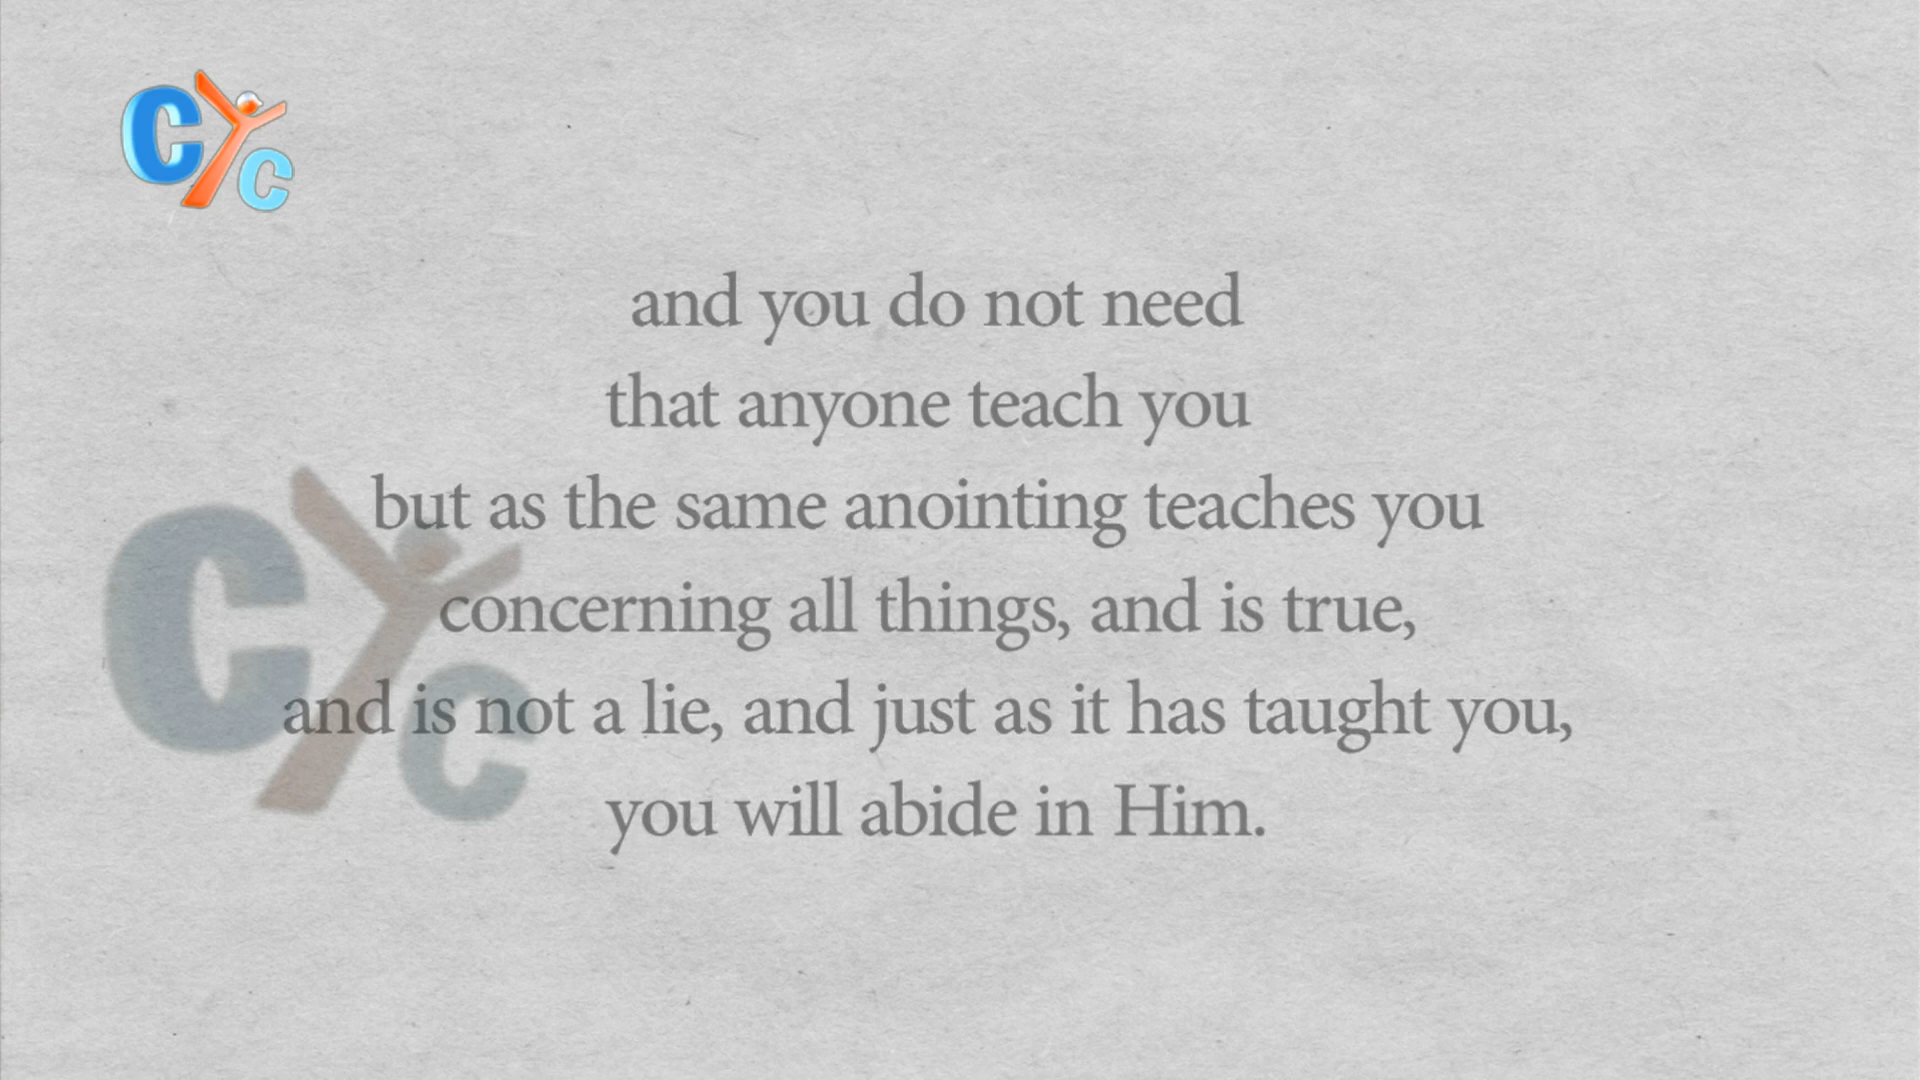 CYC
and you do not need
that anyone teach you
but as the same anointing teaches you
concerning all things, and is true,
and is not a lie, and just as it has taught you,
you will abide in Him.
CYC